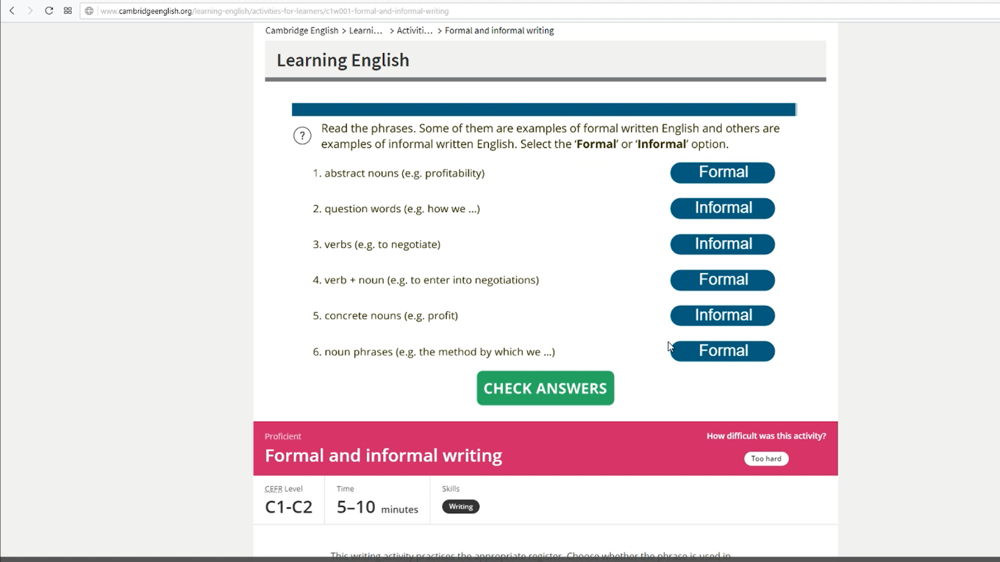 www.cambridgeenglish.org/learning-english/activities-for-learners/c1w001-formal-and-informal-writing
Cambridge English > Learni... > Activiti... > Formal and informal writing
Learning English
? Read the phrases. Some of them are examples of formal written English and others are
examples of informal written English. Select the ‘Formal’ or ‘Informal’ option.
1. abstract nouns (e.g. profitability) Formal
2. question words (e.g. how we ...) Informal
3. verbs (e.g. to negotiate) Informal
4. verb + noun (e.g. to enter into negotiations) Formal
5. concrete nouns (e.g. profit) Informal
6. noun phrases (e.g. the method by which we ...) Formal
CHECK ANSWERS
Proficient
How difficult was this activity?
Formal and informal writing
Too hard
CEFR Level Time Skills
C1-C2 5–10 minutes Writing
This writing activity practises the appropriate register. Choose whether the phrase is used in